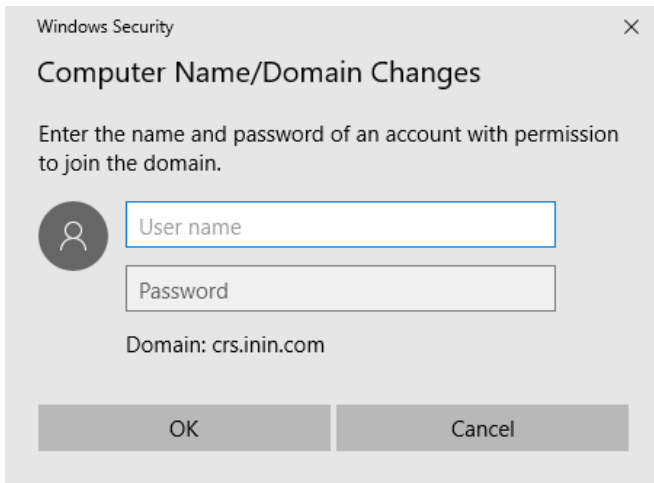 Windows Security
Computer Name/Domain Changes
Enter the name and password of an account with permission
to join the domain.
User name
Password
Domain: crs.inin.com
OK
Cancel